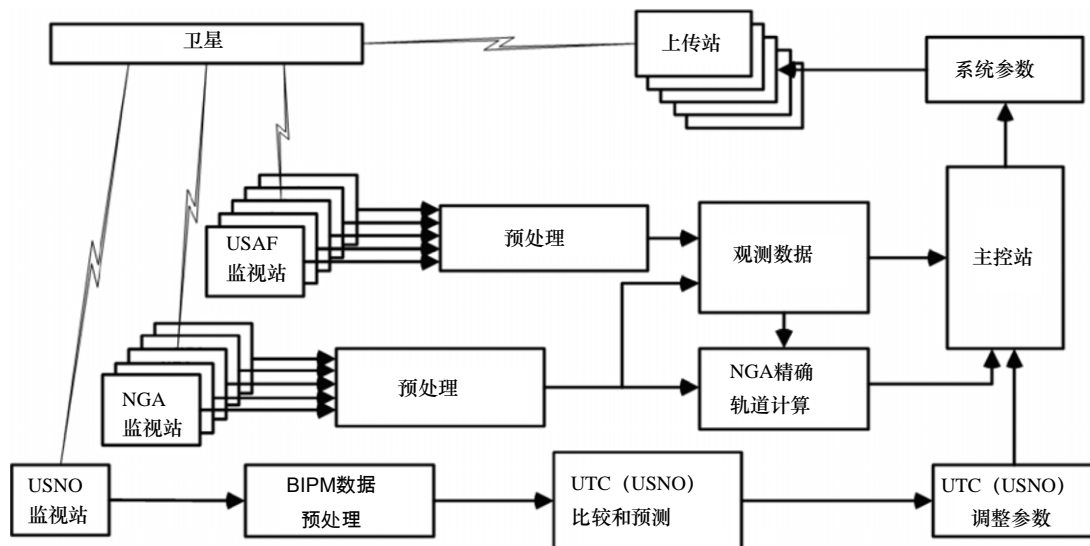 卫星
上传站
系统参数
USAF
监视站
预处理
观测数据
主控站
NGA
监视站
预处理
NGA精确
轨道计算
USNO
监视站
BIPM数据
预处理
UTC（USNO）
比较和预测
UTC（USNO）
调整参数